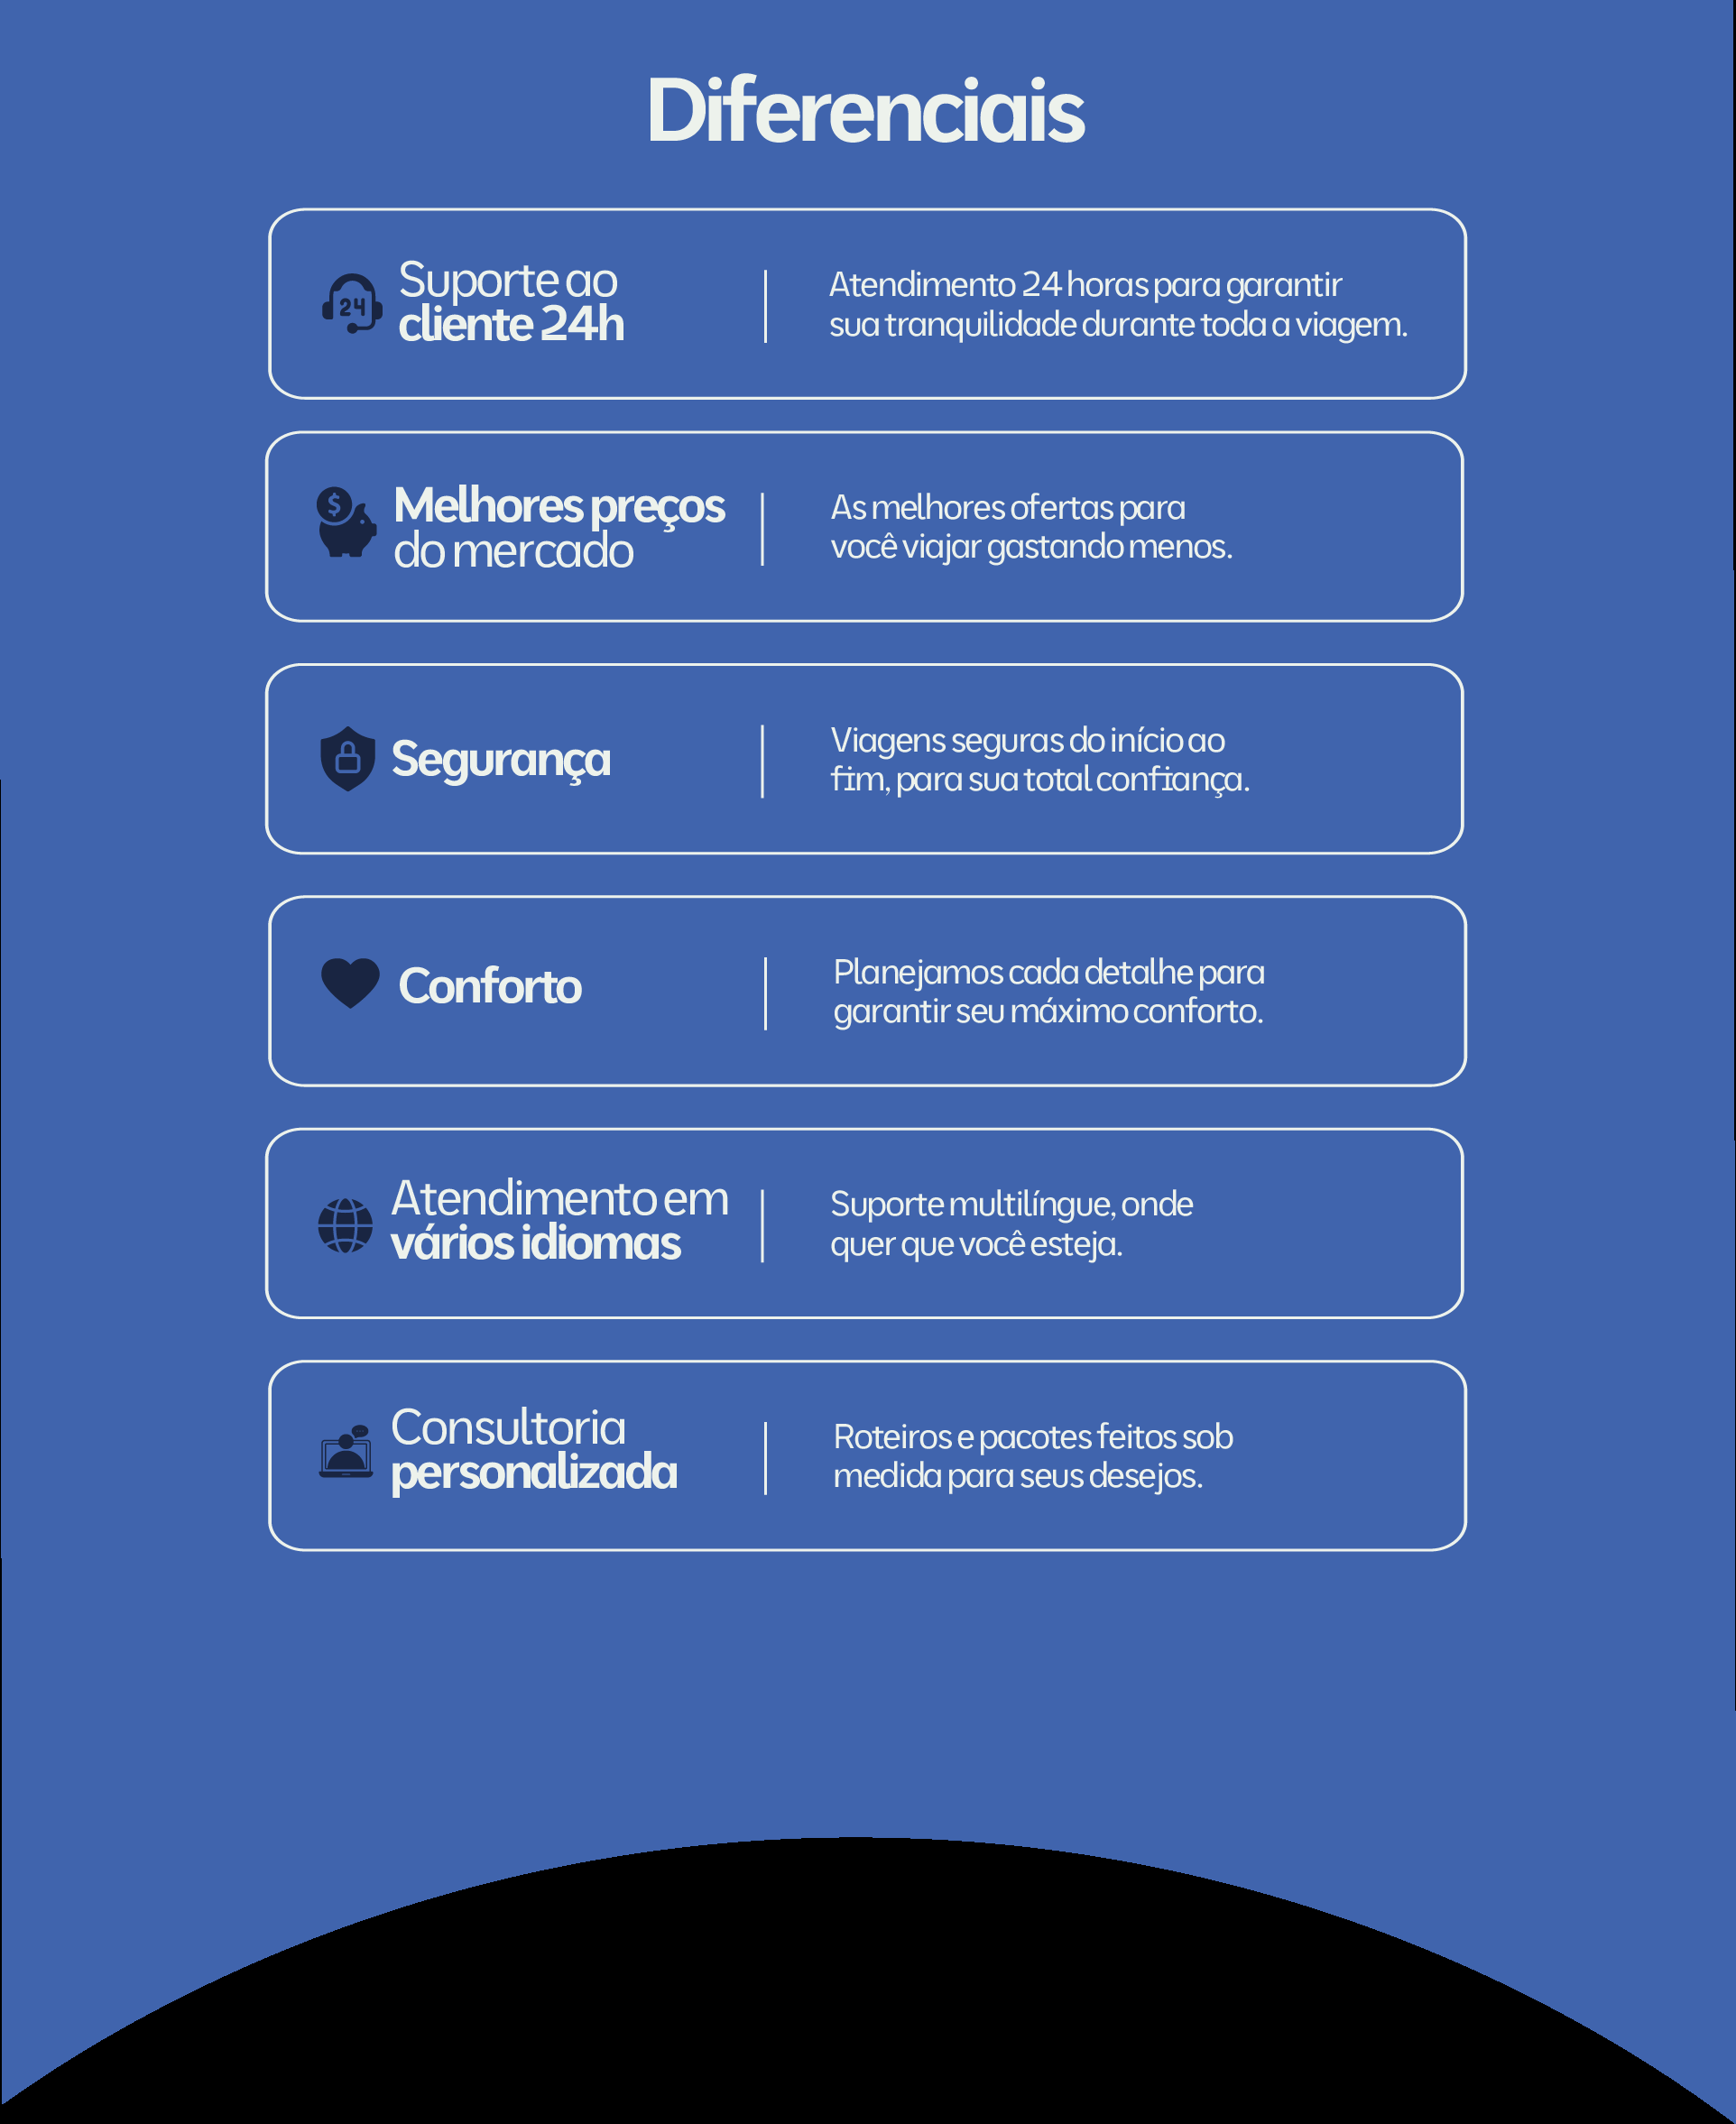 Diferenciais
24
Suporte ao
cliente 24h
Atendimento 24 horas para garantir
sua tranquilidade durante toda a viagem.
$
Melhores preços
do mercado
As melhores ofertas para
você viajar gastando menos.
Segurança
Viagens seguras do início ao
fim, para sua total confiança.
Conforto
Planejamos cada detalhe para
garantir seu máximo conforto.
Atendimento em
vários idiomas
Suporte multilíngue, onde
quer que você esteja.
Consultoria
personalizada
Roteiros e pacotes feitos sob
medida para seus desejos.